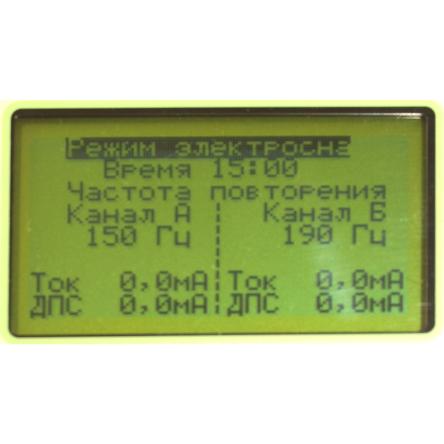 Режим электросна
Время 15:00
Частота повторения
Канал А Канал Б
150 Гц 190 Гц
Ток 0,0мА Ток 0,0мА
ДПС 0,0мА ДПС 0,0мА